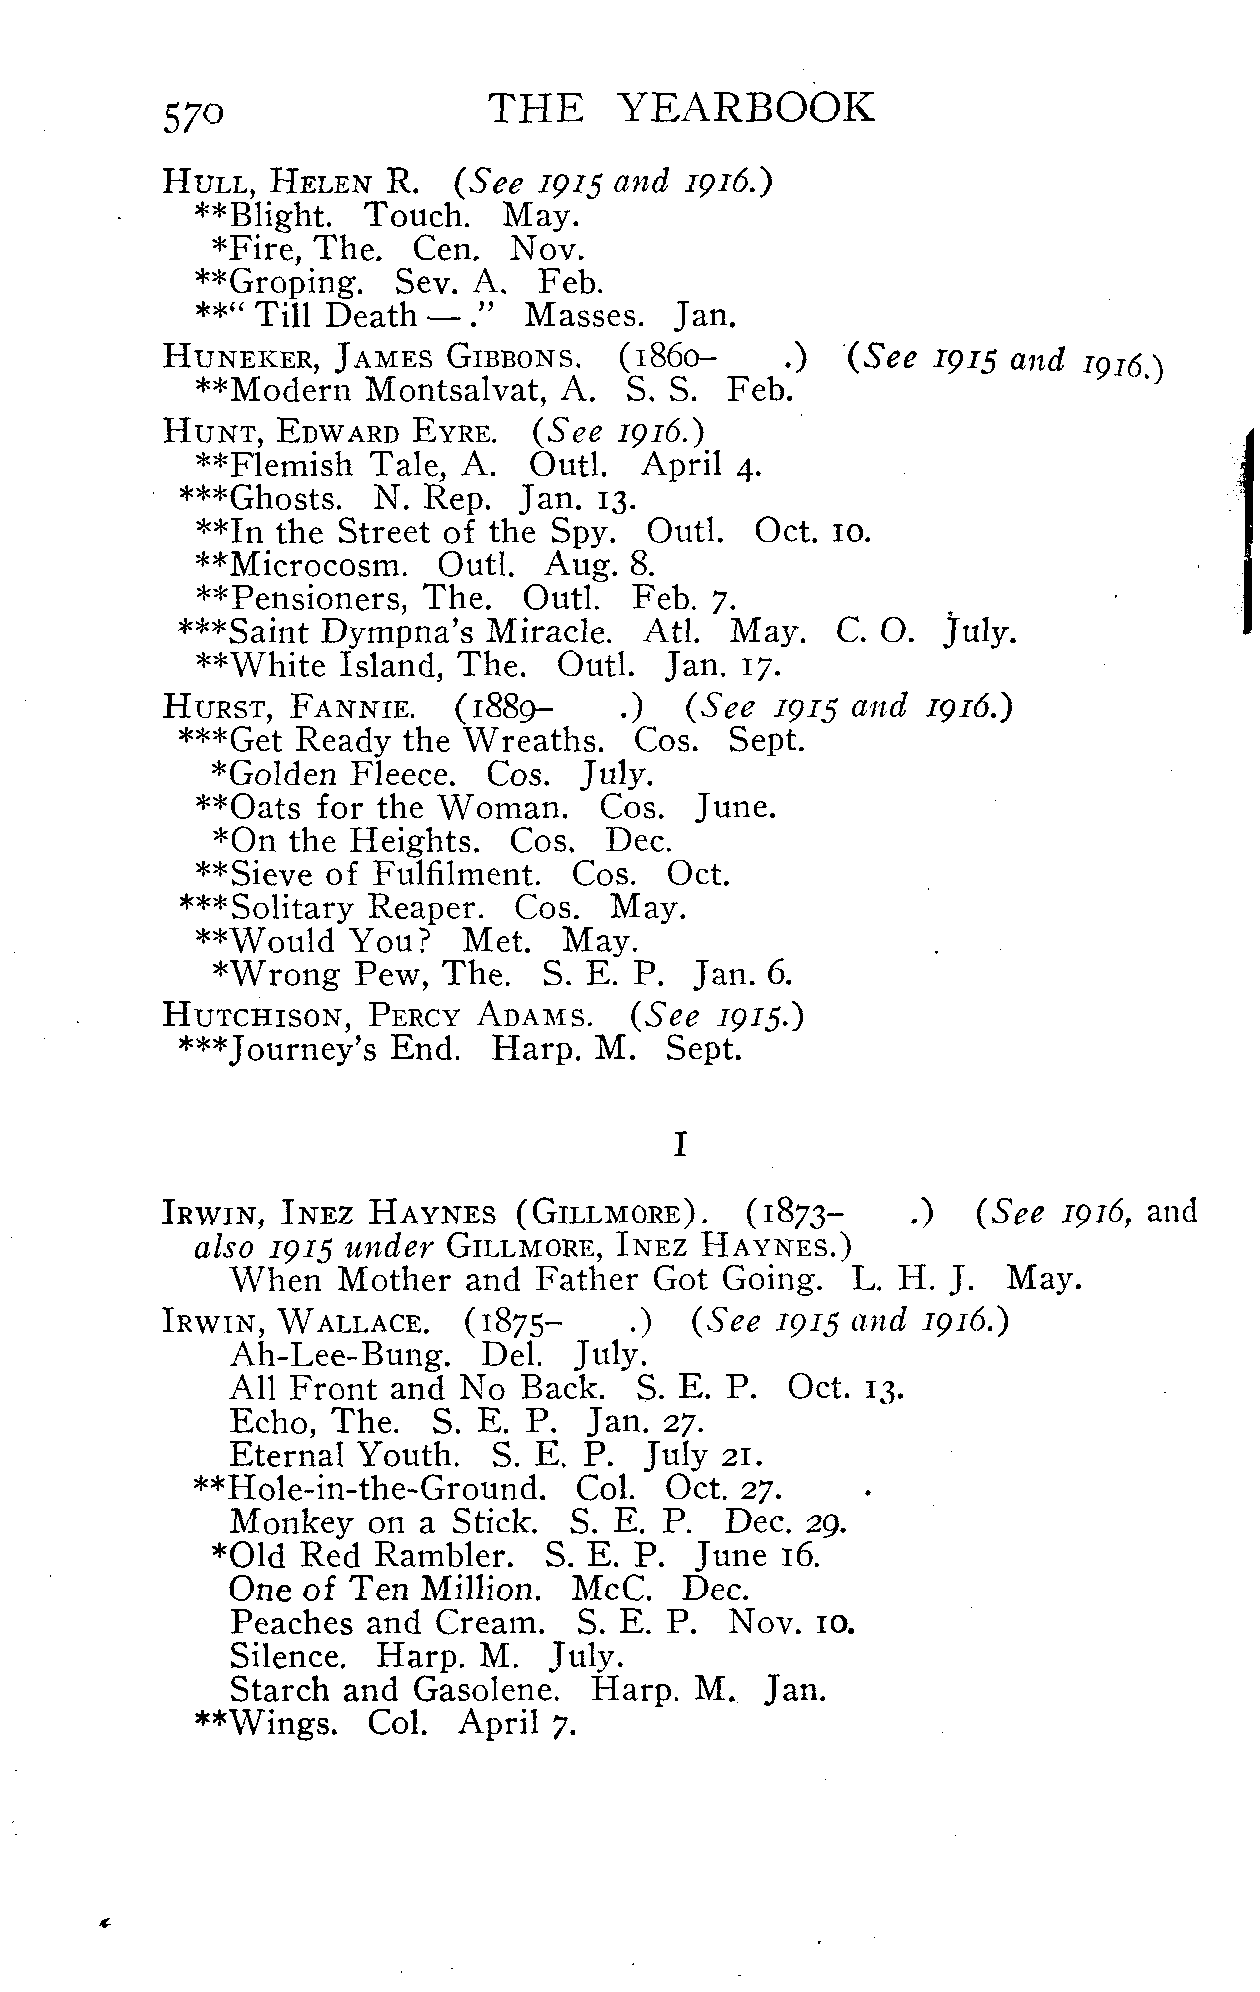 570 THE YEARBOOK
HULL, HELEN R. (See 1915 and 1916.)
**Blight. Touch. May.
*Fire, The. Cen. Nov.
**Groping. Sev. A. Feb.
**“ Till Death — .” Masses. Jan.
HUNEKER, JAMES GIBBONS. (1860– .) (See 1915 and 1916.)
**Modern Montsalvat, A. S. S. Feb.
HUNT, EDWARD EYRE. (See 1916.)
**Flemish Tale, A. Outl. April 4.
***Ghosts. N. Rep. Jan. 13.
**In the Street of the Spy. Outl. Oct. 10.
**Microcosm. Outl. Aug. 8.
**Pensioners, The. Outl. Feb. 7.
***Saint Dympna's Miracle. Atl. May. C. O. July.
**White Island, The. Outl. Jan. 17.
HURST, FANNIE. (1889– .) (See 1915 and 1916.)
***Get Ready the Wreaths. Cos. Sept.
*Golden Fleece. Cos. July.
**Oats for the Woman. Cos. June.
*On the Heights. Cos. Dec.
**Sieve of Fulfilment. Cos. Oct.
***Solitary Reaper. Cos. May.
**Would You? Met. May.
*Wrong Pew, The. S. E. P. Jan. 6.
HUTCHISON, PERCY ADAMS. (See 1915.)
***Journey's End. Harp. M. Sept.
I
IRWIN, INEZ HAYNES (GILLMORE). (1873– .) (See 1916, and
also 1915 under GILLMORE, INEZ HAYNES.)
When Mother and Father Got Going. L. H. J. May.
IRWIN, WALLACE. (1875– .) (See 1915 and 1916.)
Ah-Lee-Bung. Del. July.
All Front and No Back. S. E. P. Oct. 13.
Echo, The. S. E. P. Jan. 27.
Eternal Youth. S. E. P. July 21.
**Hole-in-the-Ground. Col. Oct. 27.
Monkey on a Stick. S. E. P. Dec. 29.
*Old Red Rambler. S. E. P. June 16.
One of Ten Million. McC. Dec.
Peaches and Cream. S. E. P. Nov. 10.
Silence. Harp. M. July.
Starch and Gasolene. Harp. M. Jan.
**Wings. Col. April 7.